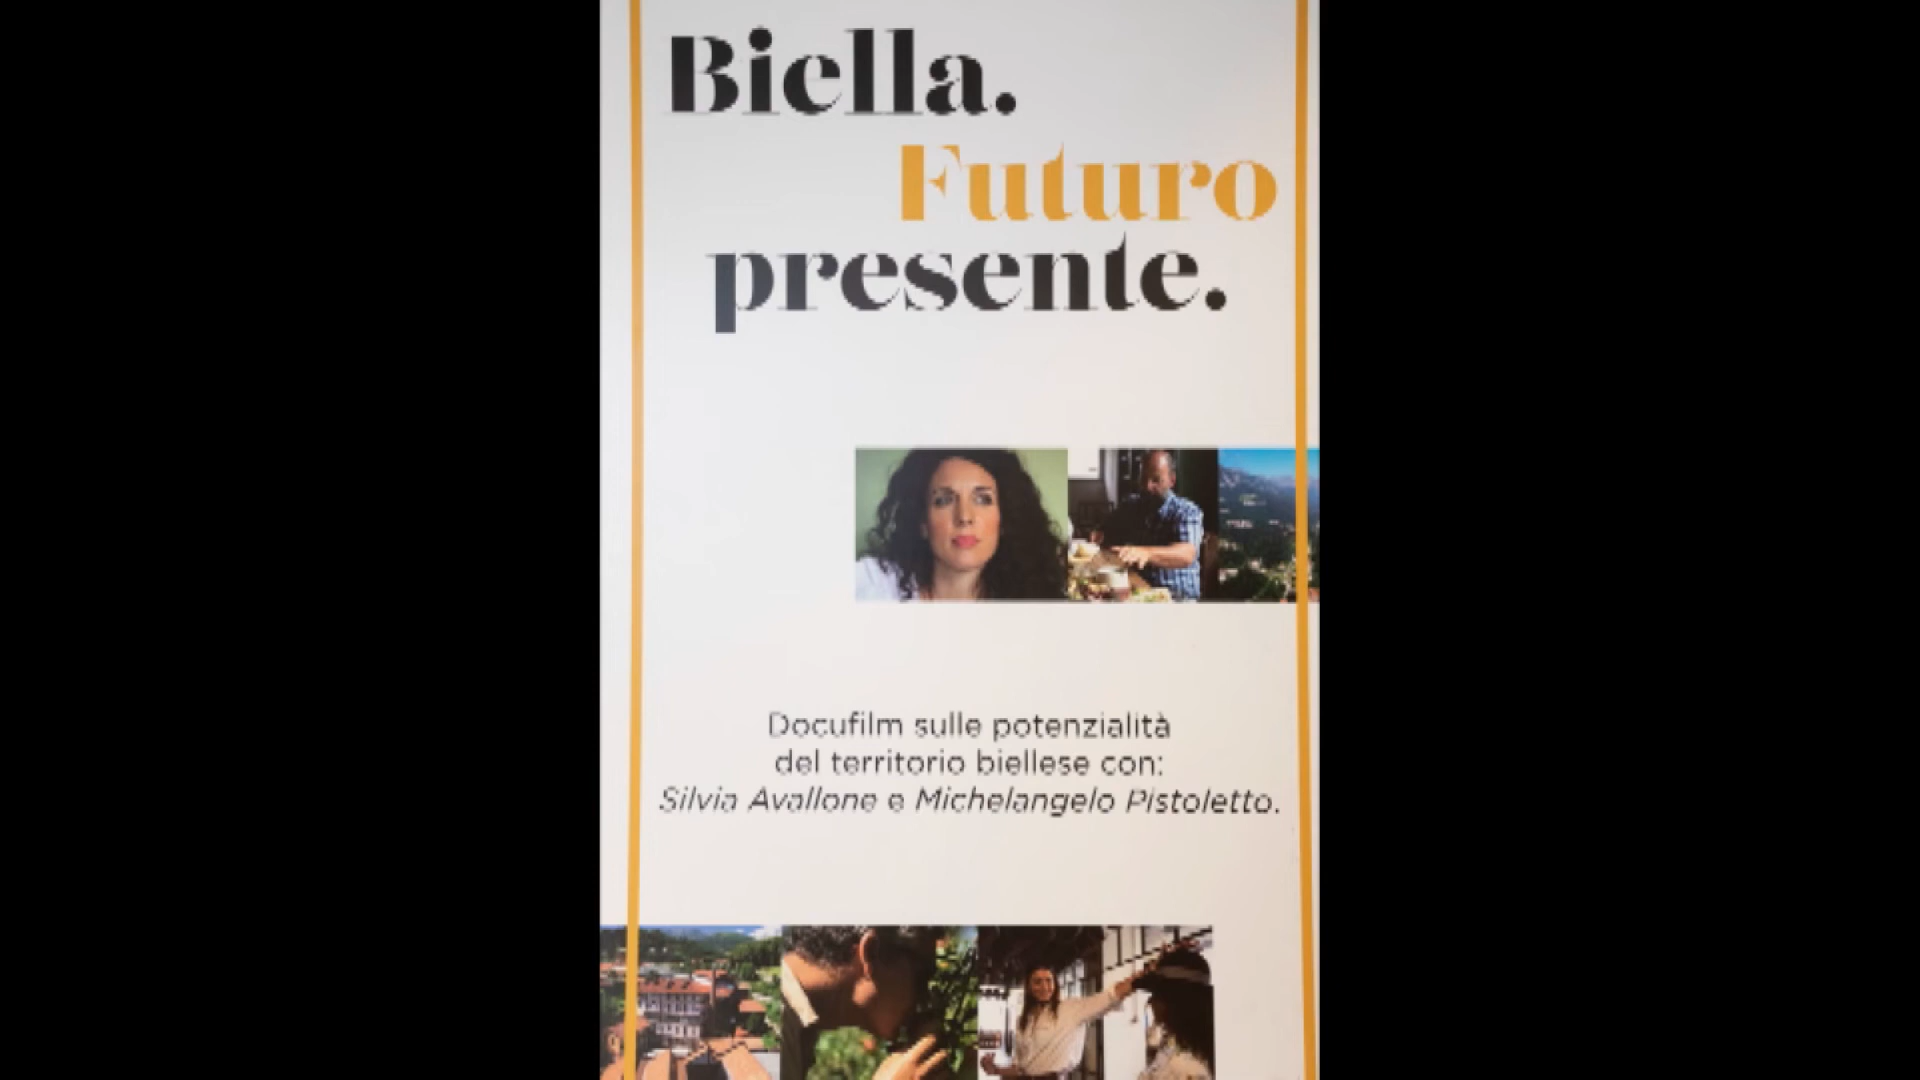 Biella.
Futuro
presente.
Docufilm sulle potenzialità
del territorio biellese con:
Silvia Avallone e Michelangelo Pistoletto.